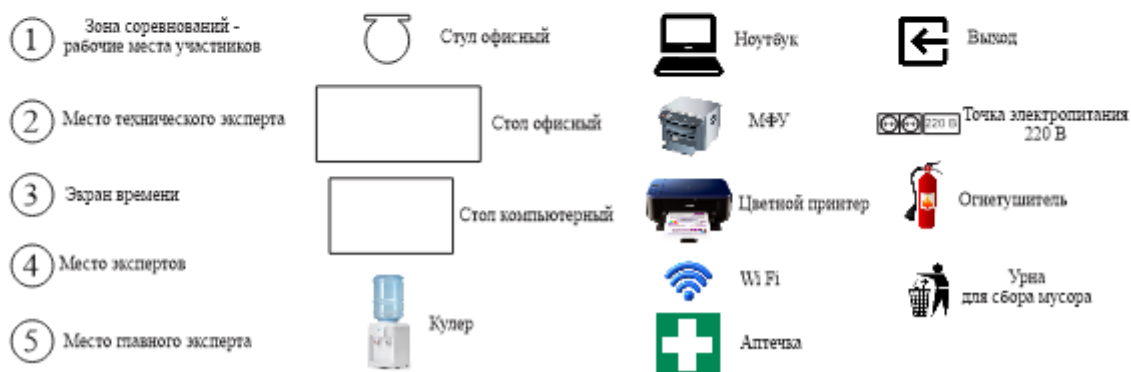 1
Зона соревнований -
рабочие места участников
2
Место технического эксперта
3
Экран времени
4
Место экспертов
5
Место главного эксперта
Стул офисный
Стол офисный
Стол компьютерный
Кулер
Ноутбук
МФУ
Цветной принтер
Wi Fi
Аптечка
Выход
220 В
Точка электропитания
220 В
Огнетушитель
Урна
для сбора мусора